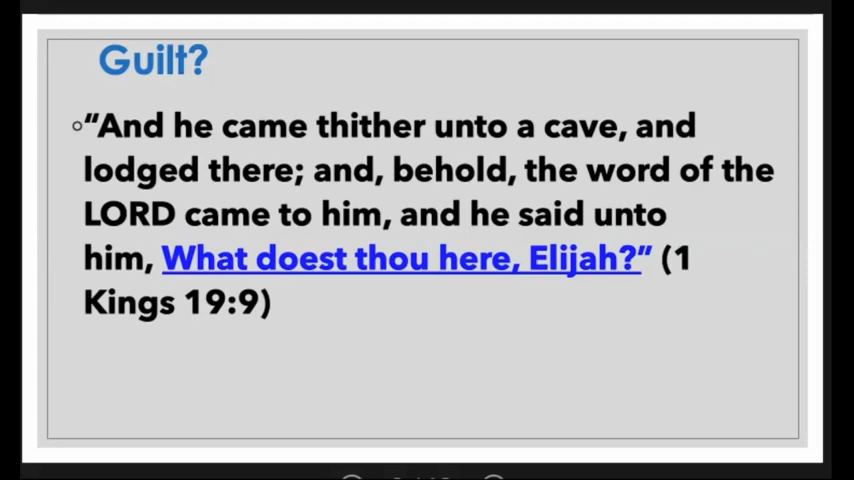 Guilt?
“And he came thither unto a cave, and
lodged there; and, behold, the word of the
LORD came to him, and he said unto
him, What doest thou here, Elijah?” (1
Kings 19:9)